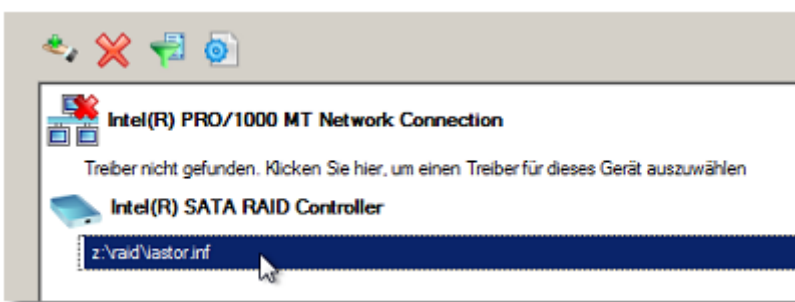 Intel(R) PRO/1000 MT Network Connection
Treiber nicht gefunden. Klicken Sie hier, um einen Treiber für dieses Gerät auszuwählen
Intel(R) SATA RAID Controller
z:\raid\iastor.inf